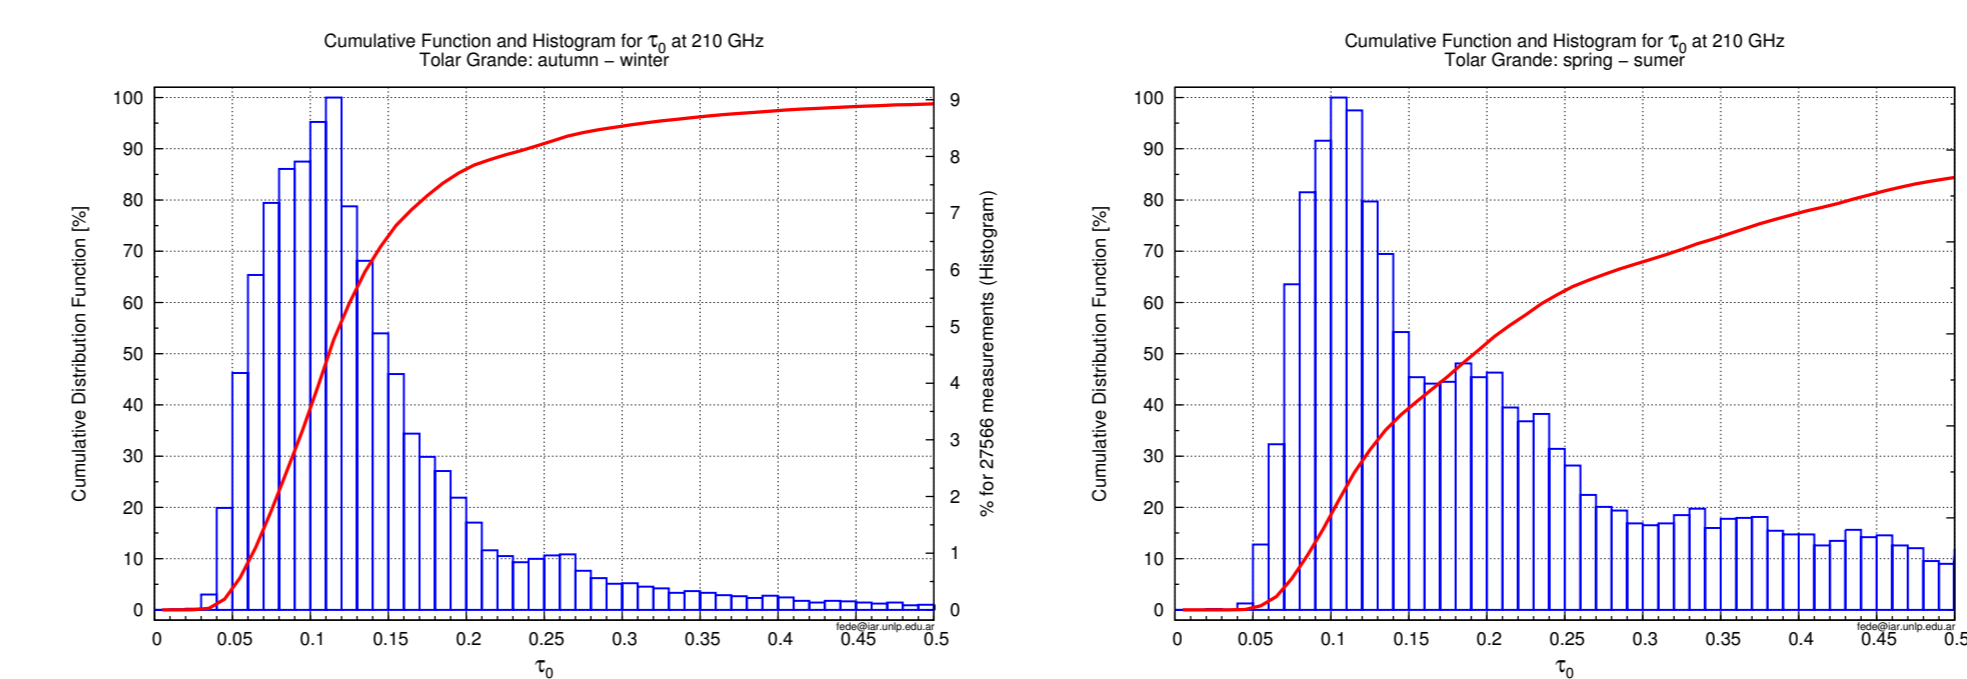 Cumulative Function and Histogram for τ0 at 210 GHz
Tolar Grande: autumn − winter
100
90
80
70
60
50
40
30
20
10
0
Cumulative Distribution Function [%]
9
8
7
6
5
4
3
2
1
0
% for 27566 measurements (Histogram)
fede@iar.unlp.edu.ar
0 0.05 0.1 0.15 0.2 0.25 0.3 0.35 0.4 0.45 0.5
τ0
Cumulative Function and Histogram for τ0 at 210 GHz
Tolar Grande: spring − sumer
100
90
80
70
60
50
40
30
20
10
0
Cumulative Distribution Function [%]
fede@iar.unlp.edu.ar
0 0.05 0.1 0.15 0.2 0.25 0.3 0.35 0.4 0.45 0.5
τ0